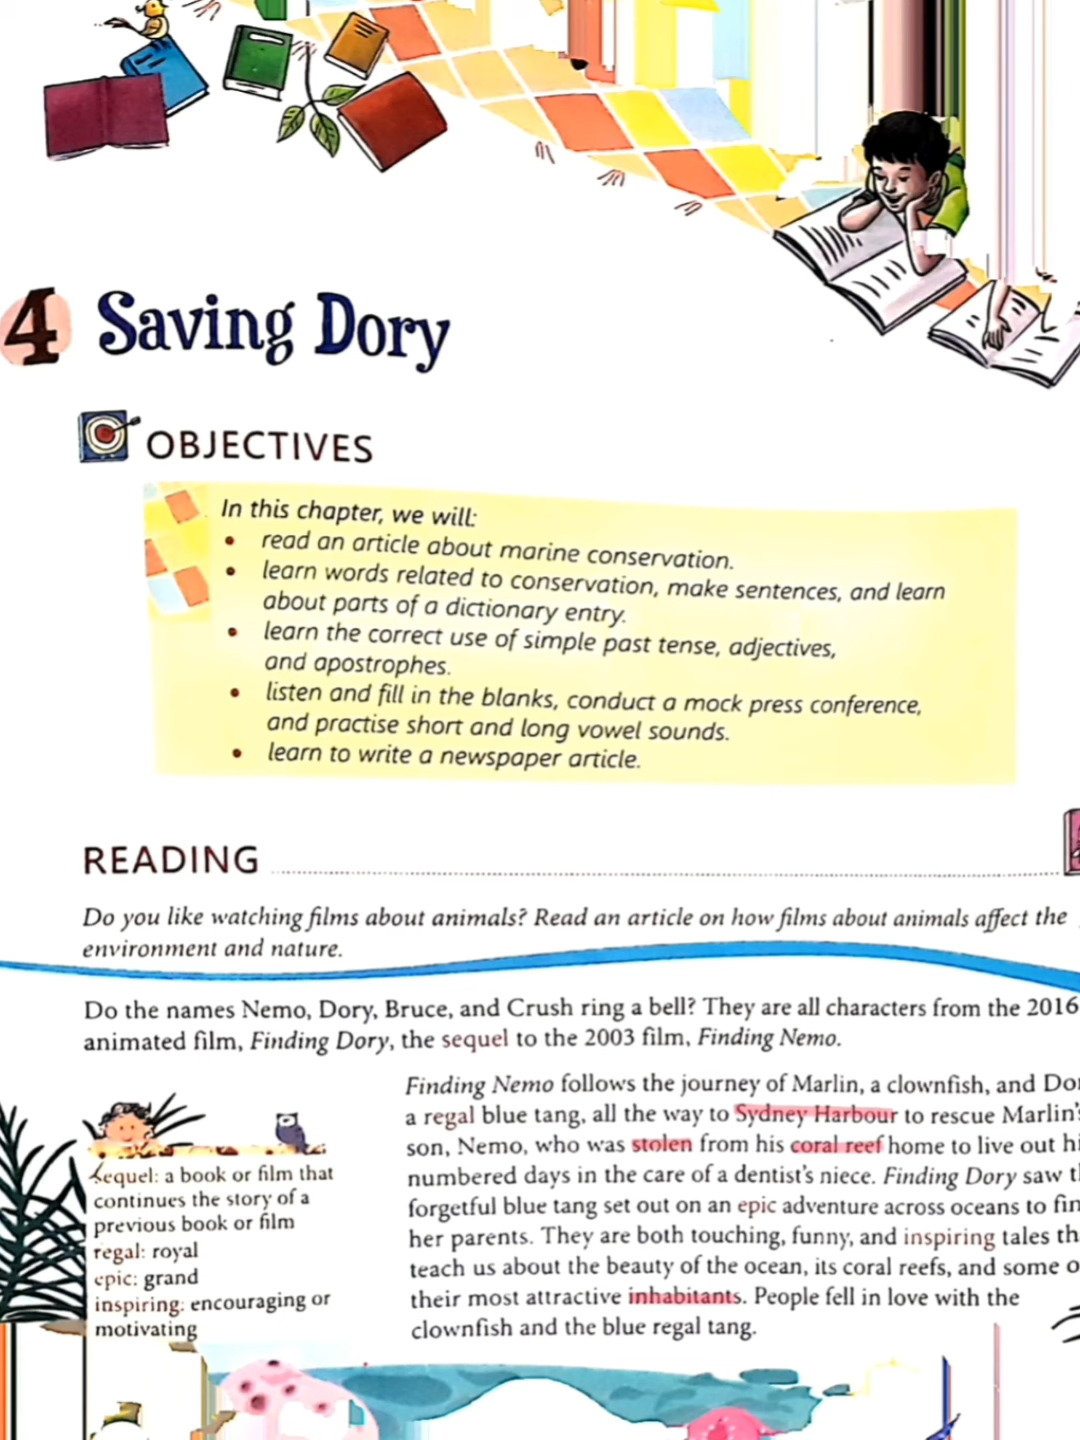 4 Saving Dory
OBJECTIVES
In this chapter, we will:
• read an article about marine conservation.
• learn words related to conservation, make sentences, and learn
about parts of a dictionary entry.
• learn the correct use of simple past tense, adjectives,
and apostrophes.
• listen and fill in the blanks, conduct a mock press conference,
and practise short and long vowel sounds.
• learn to write a newspaper article.
READING
Do you like watching films about animals? Read an article on how films about animals affect the
environment and nature.
Do the names Nemo, Dory, Bruce, and Crush ring a bell? They are all characters from the 2016
animated film, Finding Dory, the sequel to the 2003 film, Finding Nemo.
Finding Nemo follows the journey of Marlin, a clownfish, and
a regal blue tang, all the way to Sydney Harbour to rescue Marlin's
son, Nemo, who was stolen from his coral reef home to live out
numbered days in the care of a dentist's niece. Finding Dory saw
forgetful blue tang set out on an epic adventure across oceans to
her parents. They are both touching, funny, and inspiring tales
teach us about the beauty of the ocean, its coral reefs, and some
their most attractive inhabitants. People fell in love with the
clownfish and the blue regal tang.
sequel: a book or film that
continues the story of a
previous book or film
regal: royal
epic: grand
inspiring: encouraging or
motivating